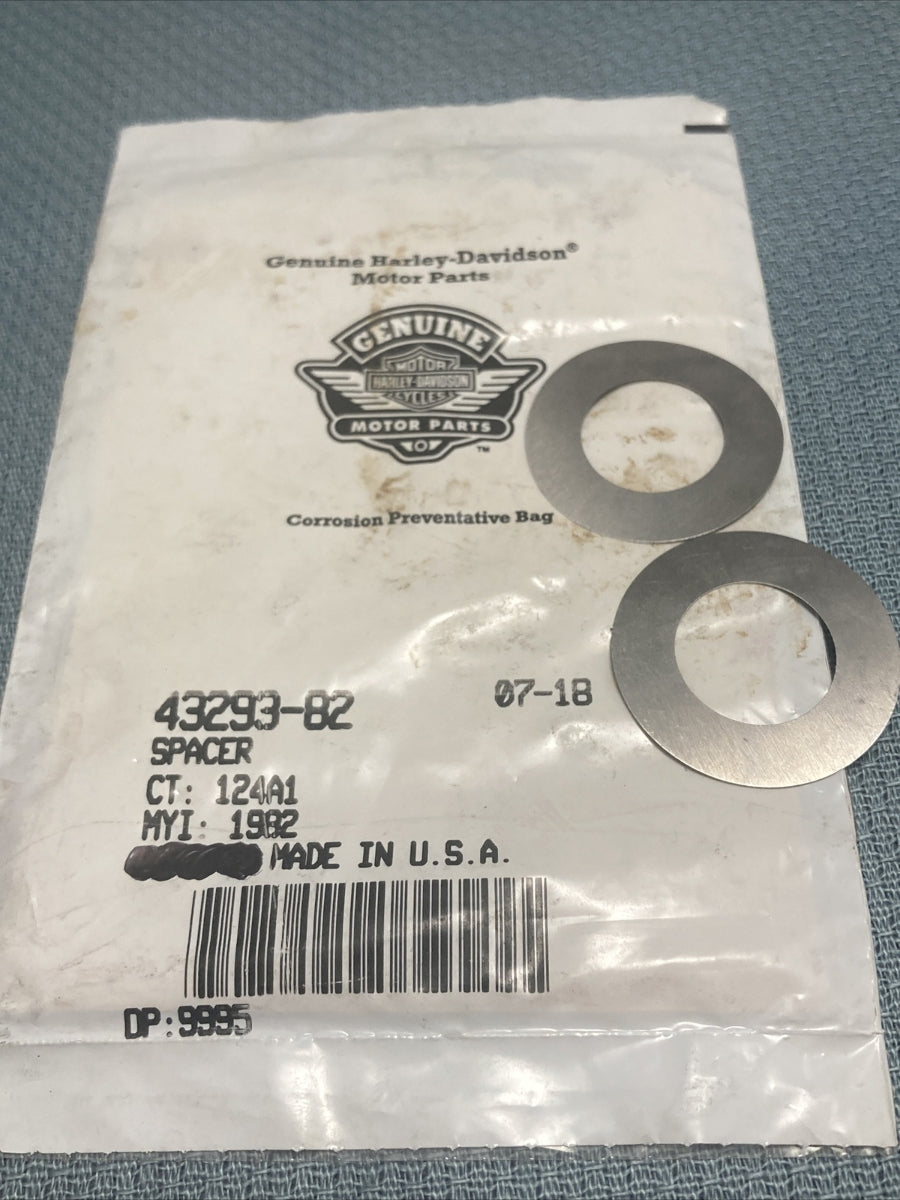 Genuine Harley-Davidson®
Motor Parts
GENUINE
MOTOR
HARLEY-DAVIDSON
CYCLES
MOTOR PARTS
™
Corrosion Preventative Bag
43293-82
07-18
SPACER
CT: 124A1
MYI: 1982
MADE IN U.S.A.
DP:9995